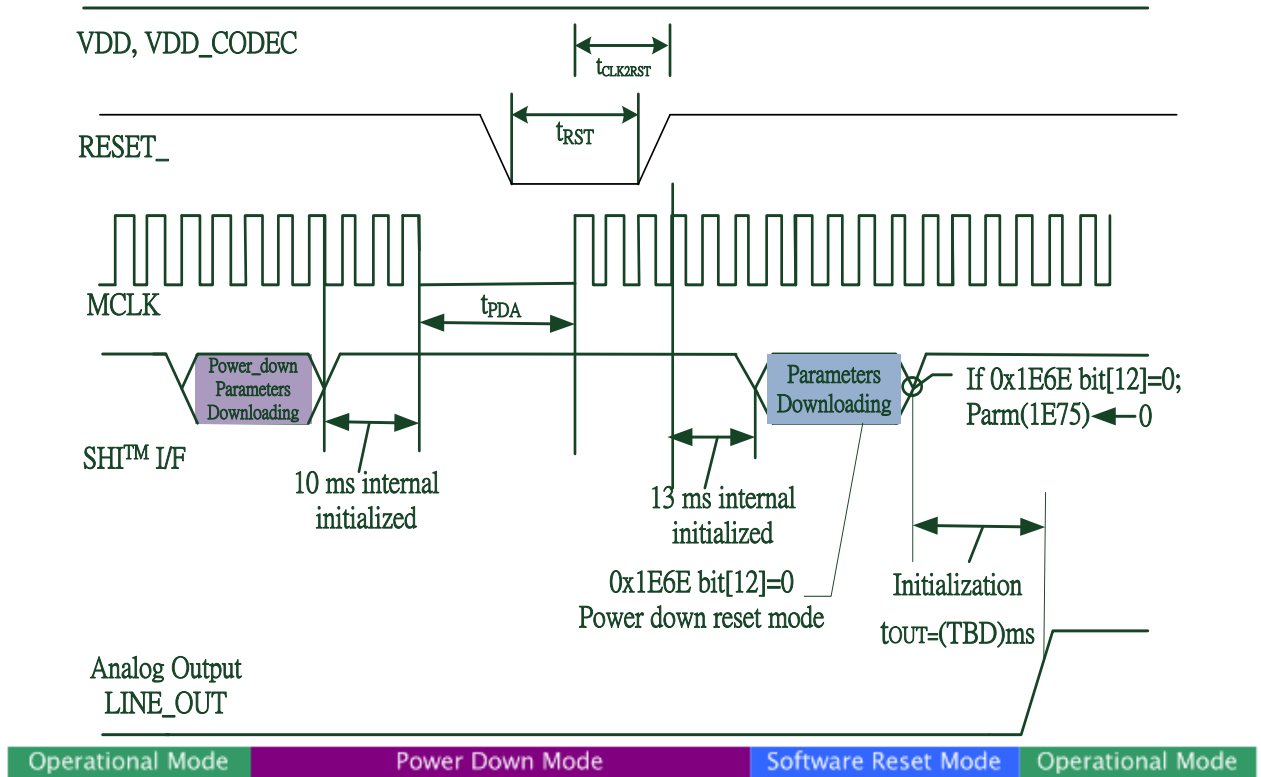 VDD, VDD_CODEC
tCLK2RST
tRST
RESET_
MCLK
tPDA
Power_down
Parameters
Downloading
Parameters
Downloading
If 0x1E6E bit[12]=0;
Parm(1E75) 0
SHI™ I/F
10 ms internal
initialized
13 ms internal
initialized
0x1E6E bit[12]=0
Power down reset mode
Initialization
tOUT=(TBD)ms
Analog Output
LINE_OUT
Operational Mode
Power Down Mode
Software Reset Mode
Operational Mode